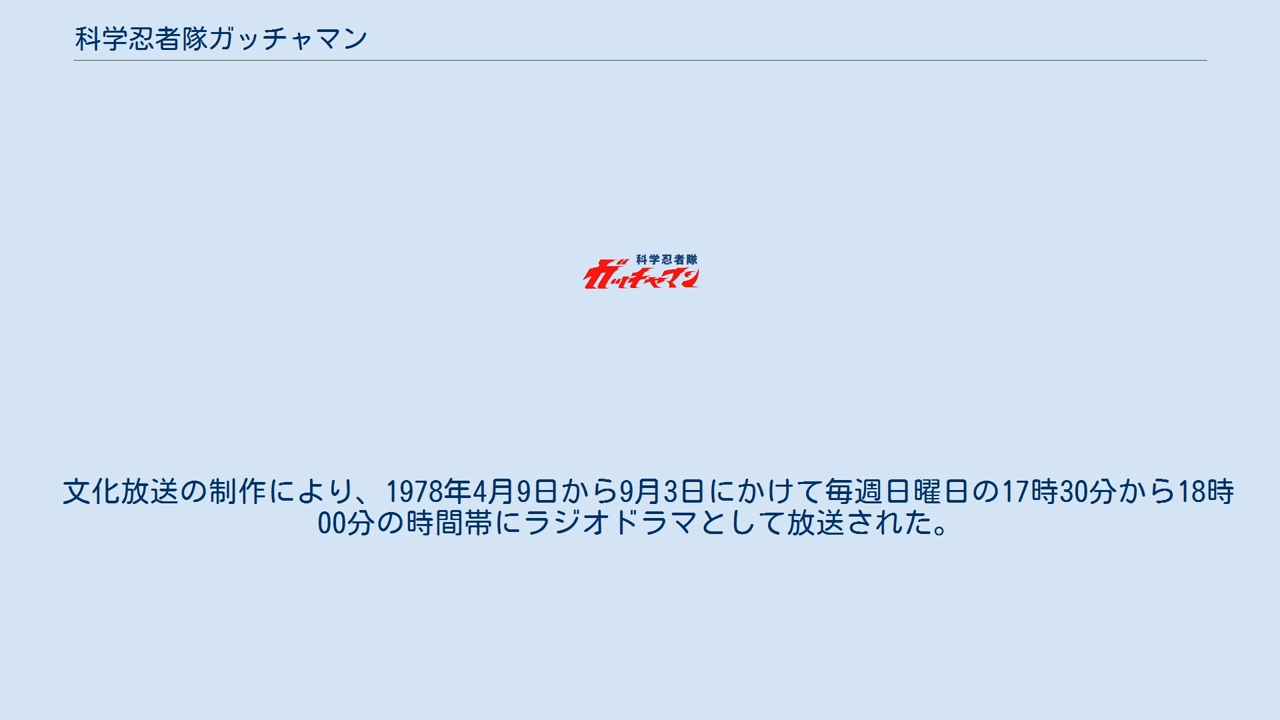 科学忍者隊ガッチャマン
科学忍者隊
ガッチャマン
文化放送の制作により、1978年4月9日から9月3日にかけて毎週日曜日の17時30分から18時
00分の時間帯にラジオドラマとして放送された。